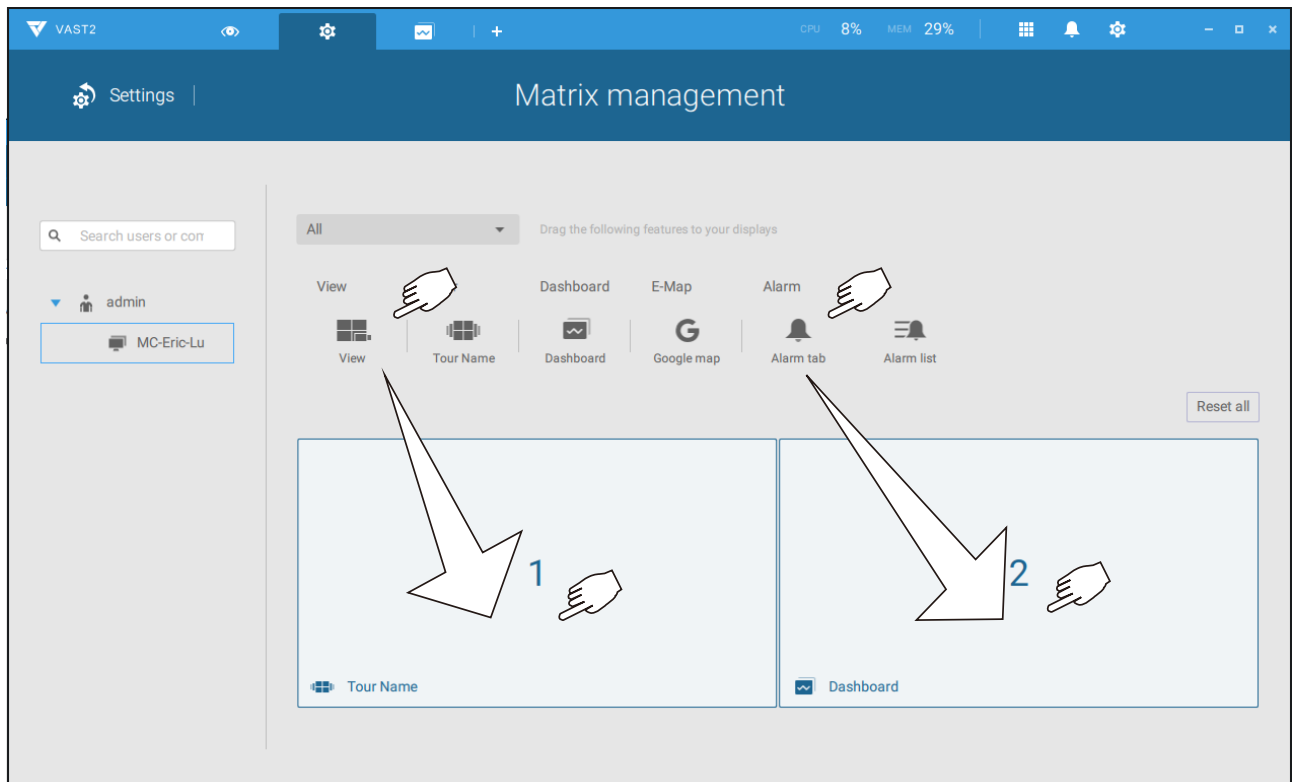 VAST2
CPU 8% MEM 29%
Settings
Matrix management
Search users or com
All
Drag the following features to your displays
admin
MC-Eric-Lu
View Dashboard E-Map Alarm
View Tour Name Dashboard Google map Alarm tab Alarm list
Reset all
1
2
Tour Name
Dashboard